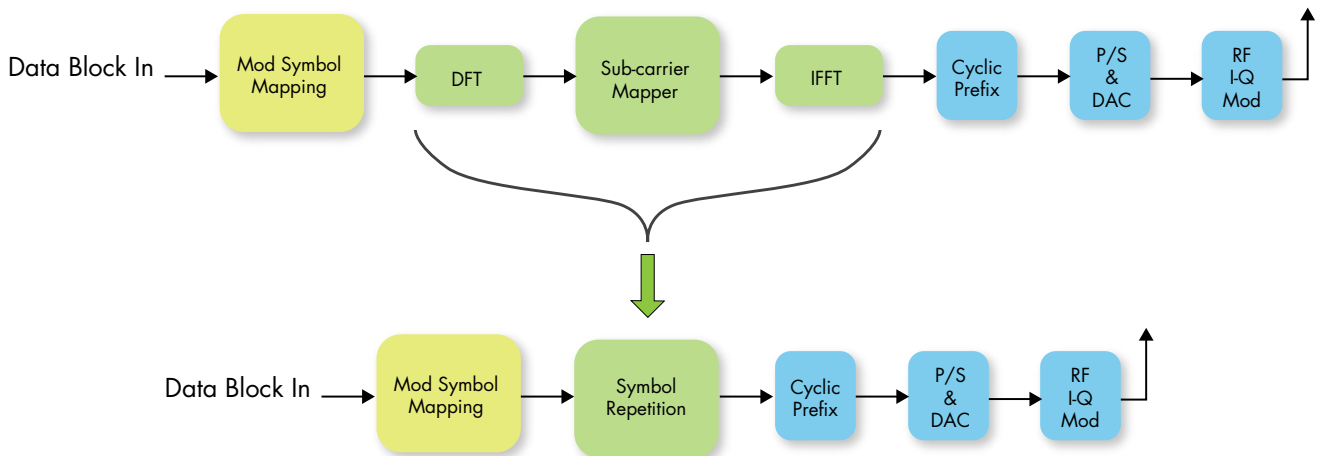 Data Block In
Mod Symbol
Mapping
DFT
Sub-carrier
Mapper
IFFT
Cyclic
Prefix
P/S
&
DAC
RF
I-Q
Mod
Data Block In
Mod Symbol
Mapping
Symbol
Repetition
Cyclic
Prefix
P/S
&
DAC
RF
I-Q
Mod